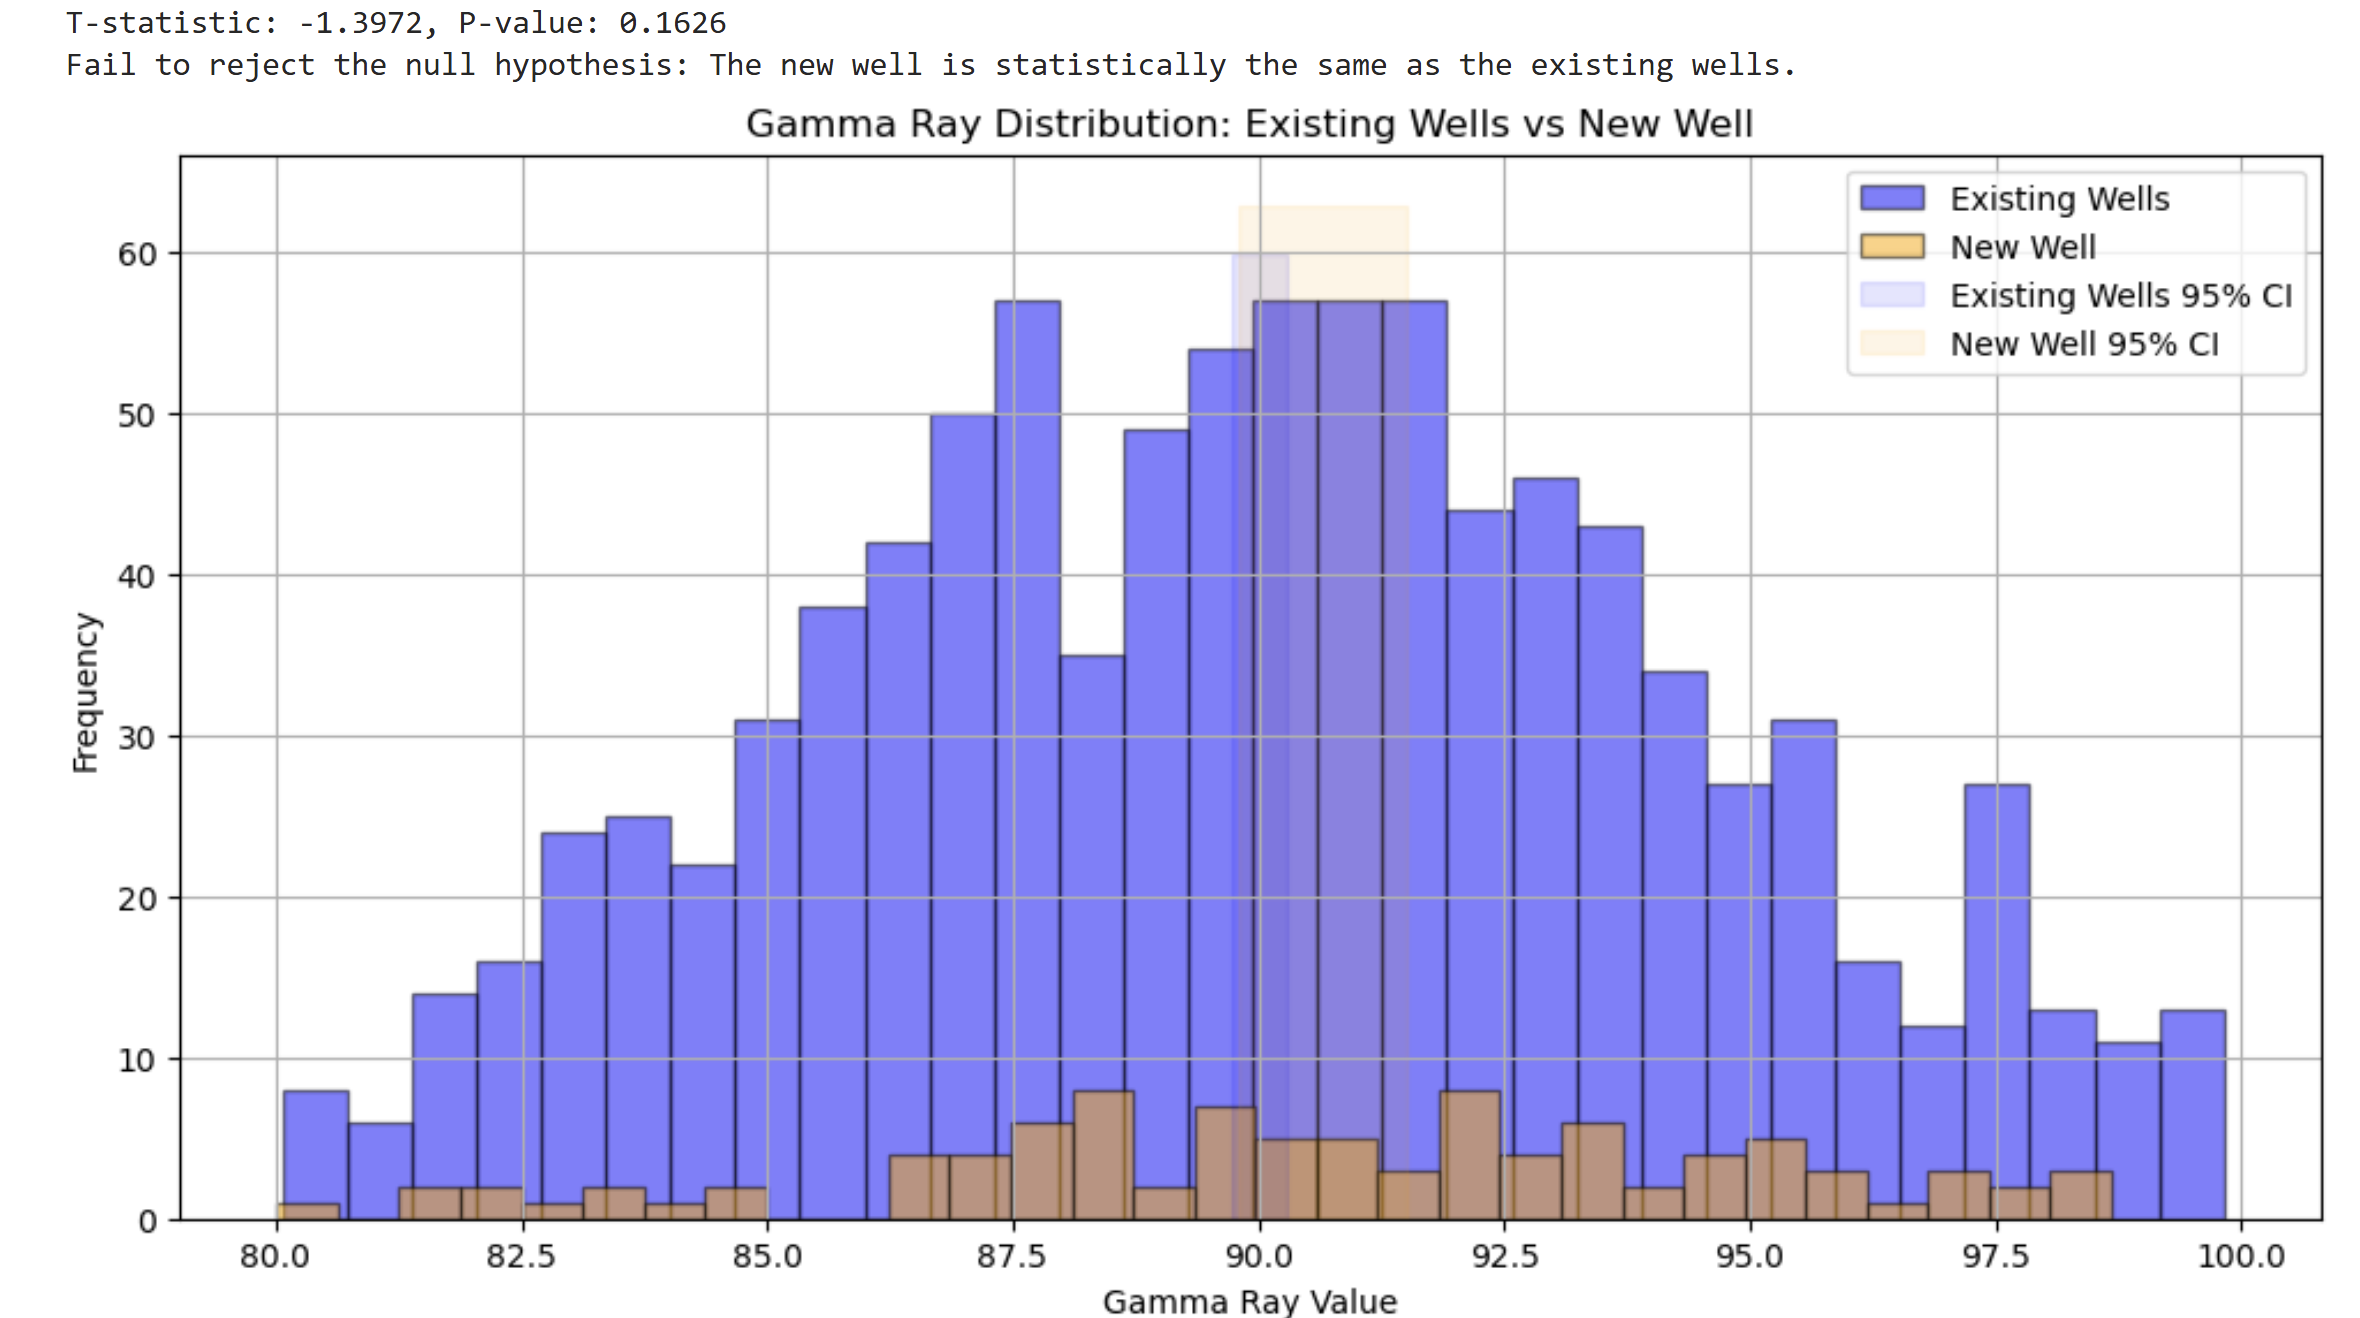 T-statistic: -1.3972, P-value: 0.1626
Fail to reject the null hypothesis: The new well is statistically the same as the existing wells.
Gamma Ray Distribution: Existing Wells vs New Well
Existing Wells
New Well
Existing Wells 95% CI
New Well 95% CI
60
50
40
30
20
10
0
Frequency
80.0 82.5 85.0 87.5 90.0 92.5 95.0 97.5 100.0
Gamma Ray Value